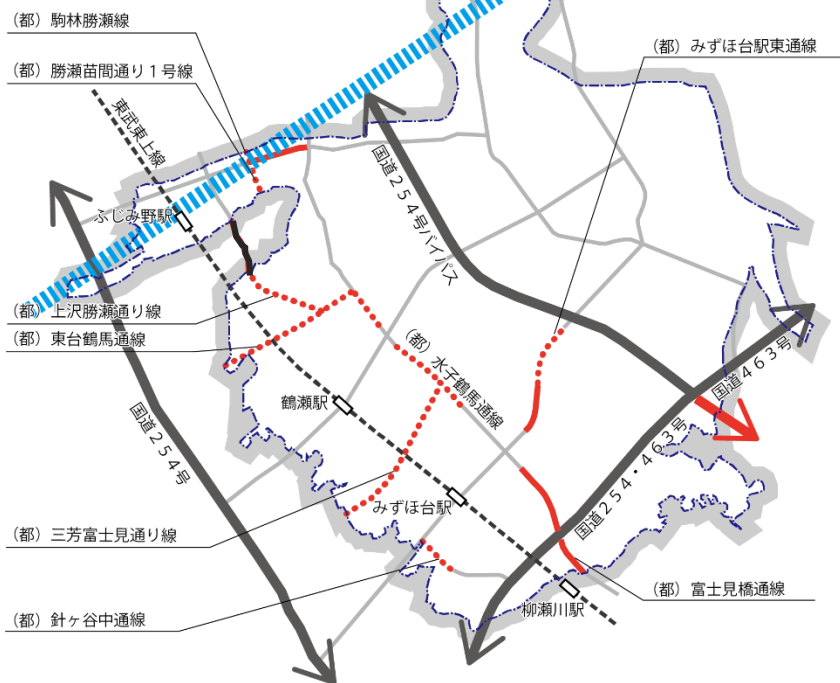 （都）駒林勝瀬線
（都）みずほ台駅東通線
（都）勝瀬苗間通り１号線
東武東上線
国道２５４号バイパス
ふじみ野駅
（都）上沢勝瀬通り線
（都）東台鶴馬通線
（都）水子鶴馬通線
国道４６３号
鶴瀬駅
国道２５４号
国道２５４・４６３号
みずほ台駅
（都）三芳富士見通り線
（都）富士見橋通線
柳瀬川駅
（都）針ヶ谷中通線